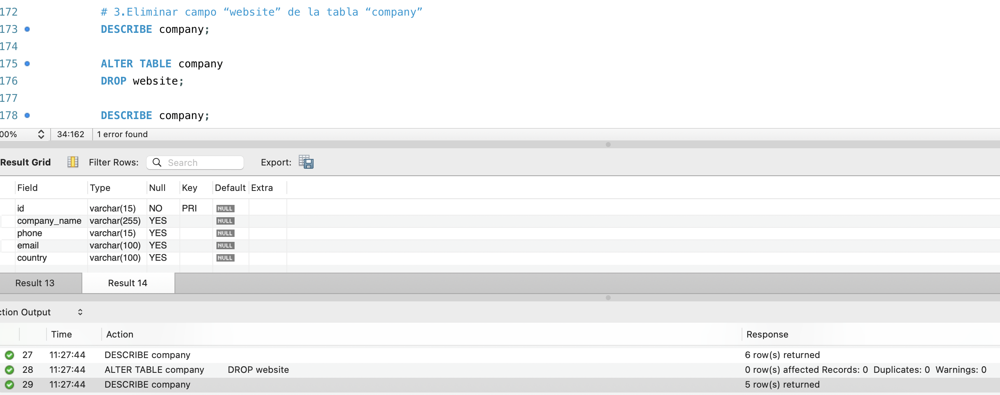 172 # 3.Eliminar campo “website” de la tabla “company”
173 DESCRIBE company;
174
175 ALTER TABLE company
176 DROP website;
177
178 DESCRIBE company;
00% 34:162 1 error found
Result Grid Filter Rows: Search Export:
Field Type Null Key Default Extra
id varchar(15) NO PRI NULL
company_name varchar(255) YES NULL
phone varchar(15) YES NULL
email varchar(100) YES NULL
country varchar(100) YES NULL
Result 13 Result 14
ction Output
Time Action Response
27 11:27:44 DESCRIBE company 6 row(s) returned
28 11:27:44 ALTER TABLE company DROP website 0 row(s) affected Records: 0 Duplicates: 0 Warnings: 0
29 11:27:44 DESCRIBE company 5 row(s) returned